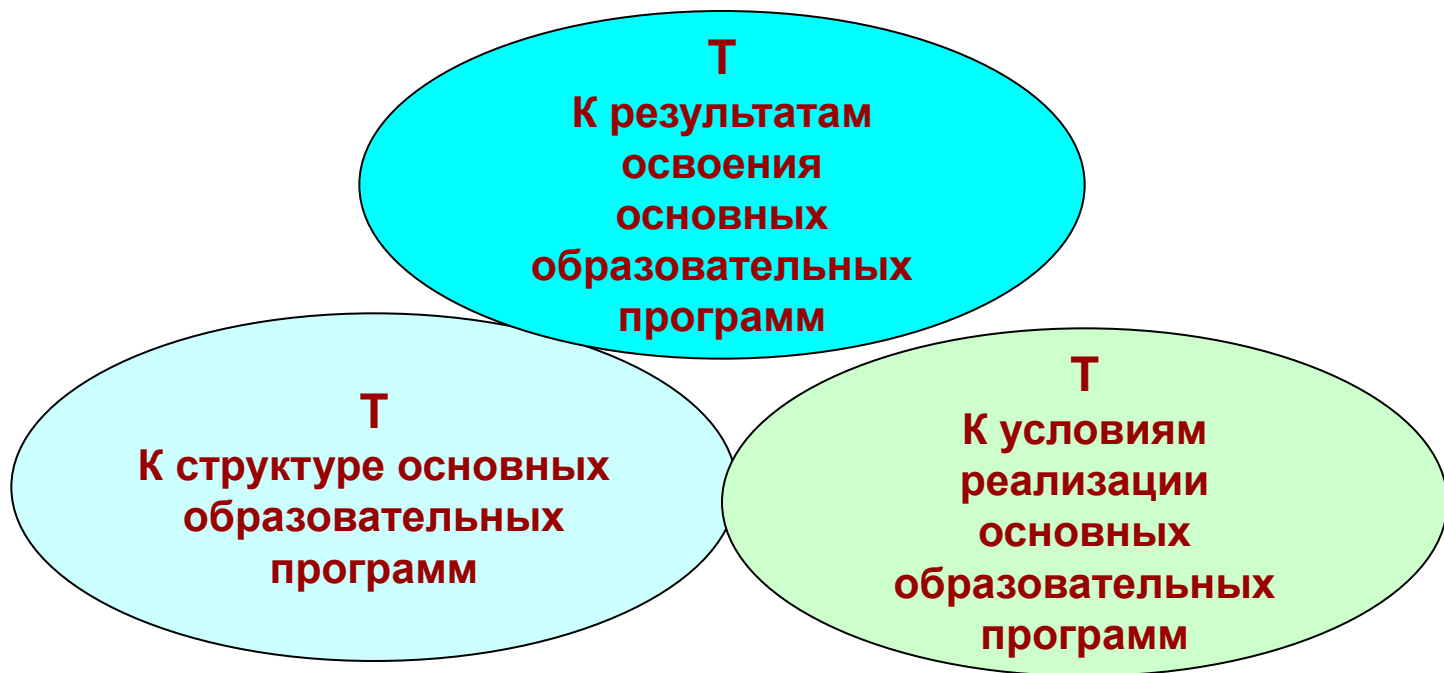 Т
К результатам
освоения
основных
образовательных
программ
Т
К структуре основных
образовательных
программ
Т
К условиям
реализации
основных
образовательных
программ